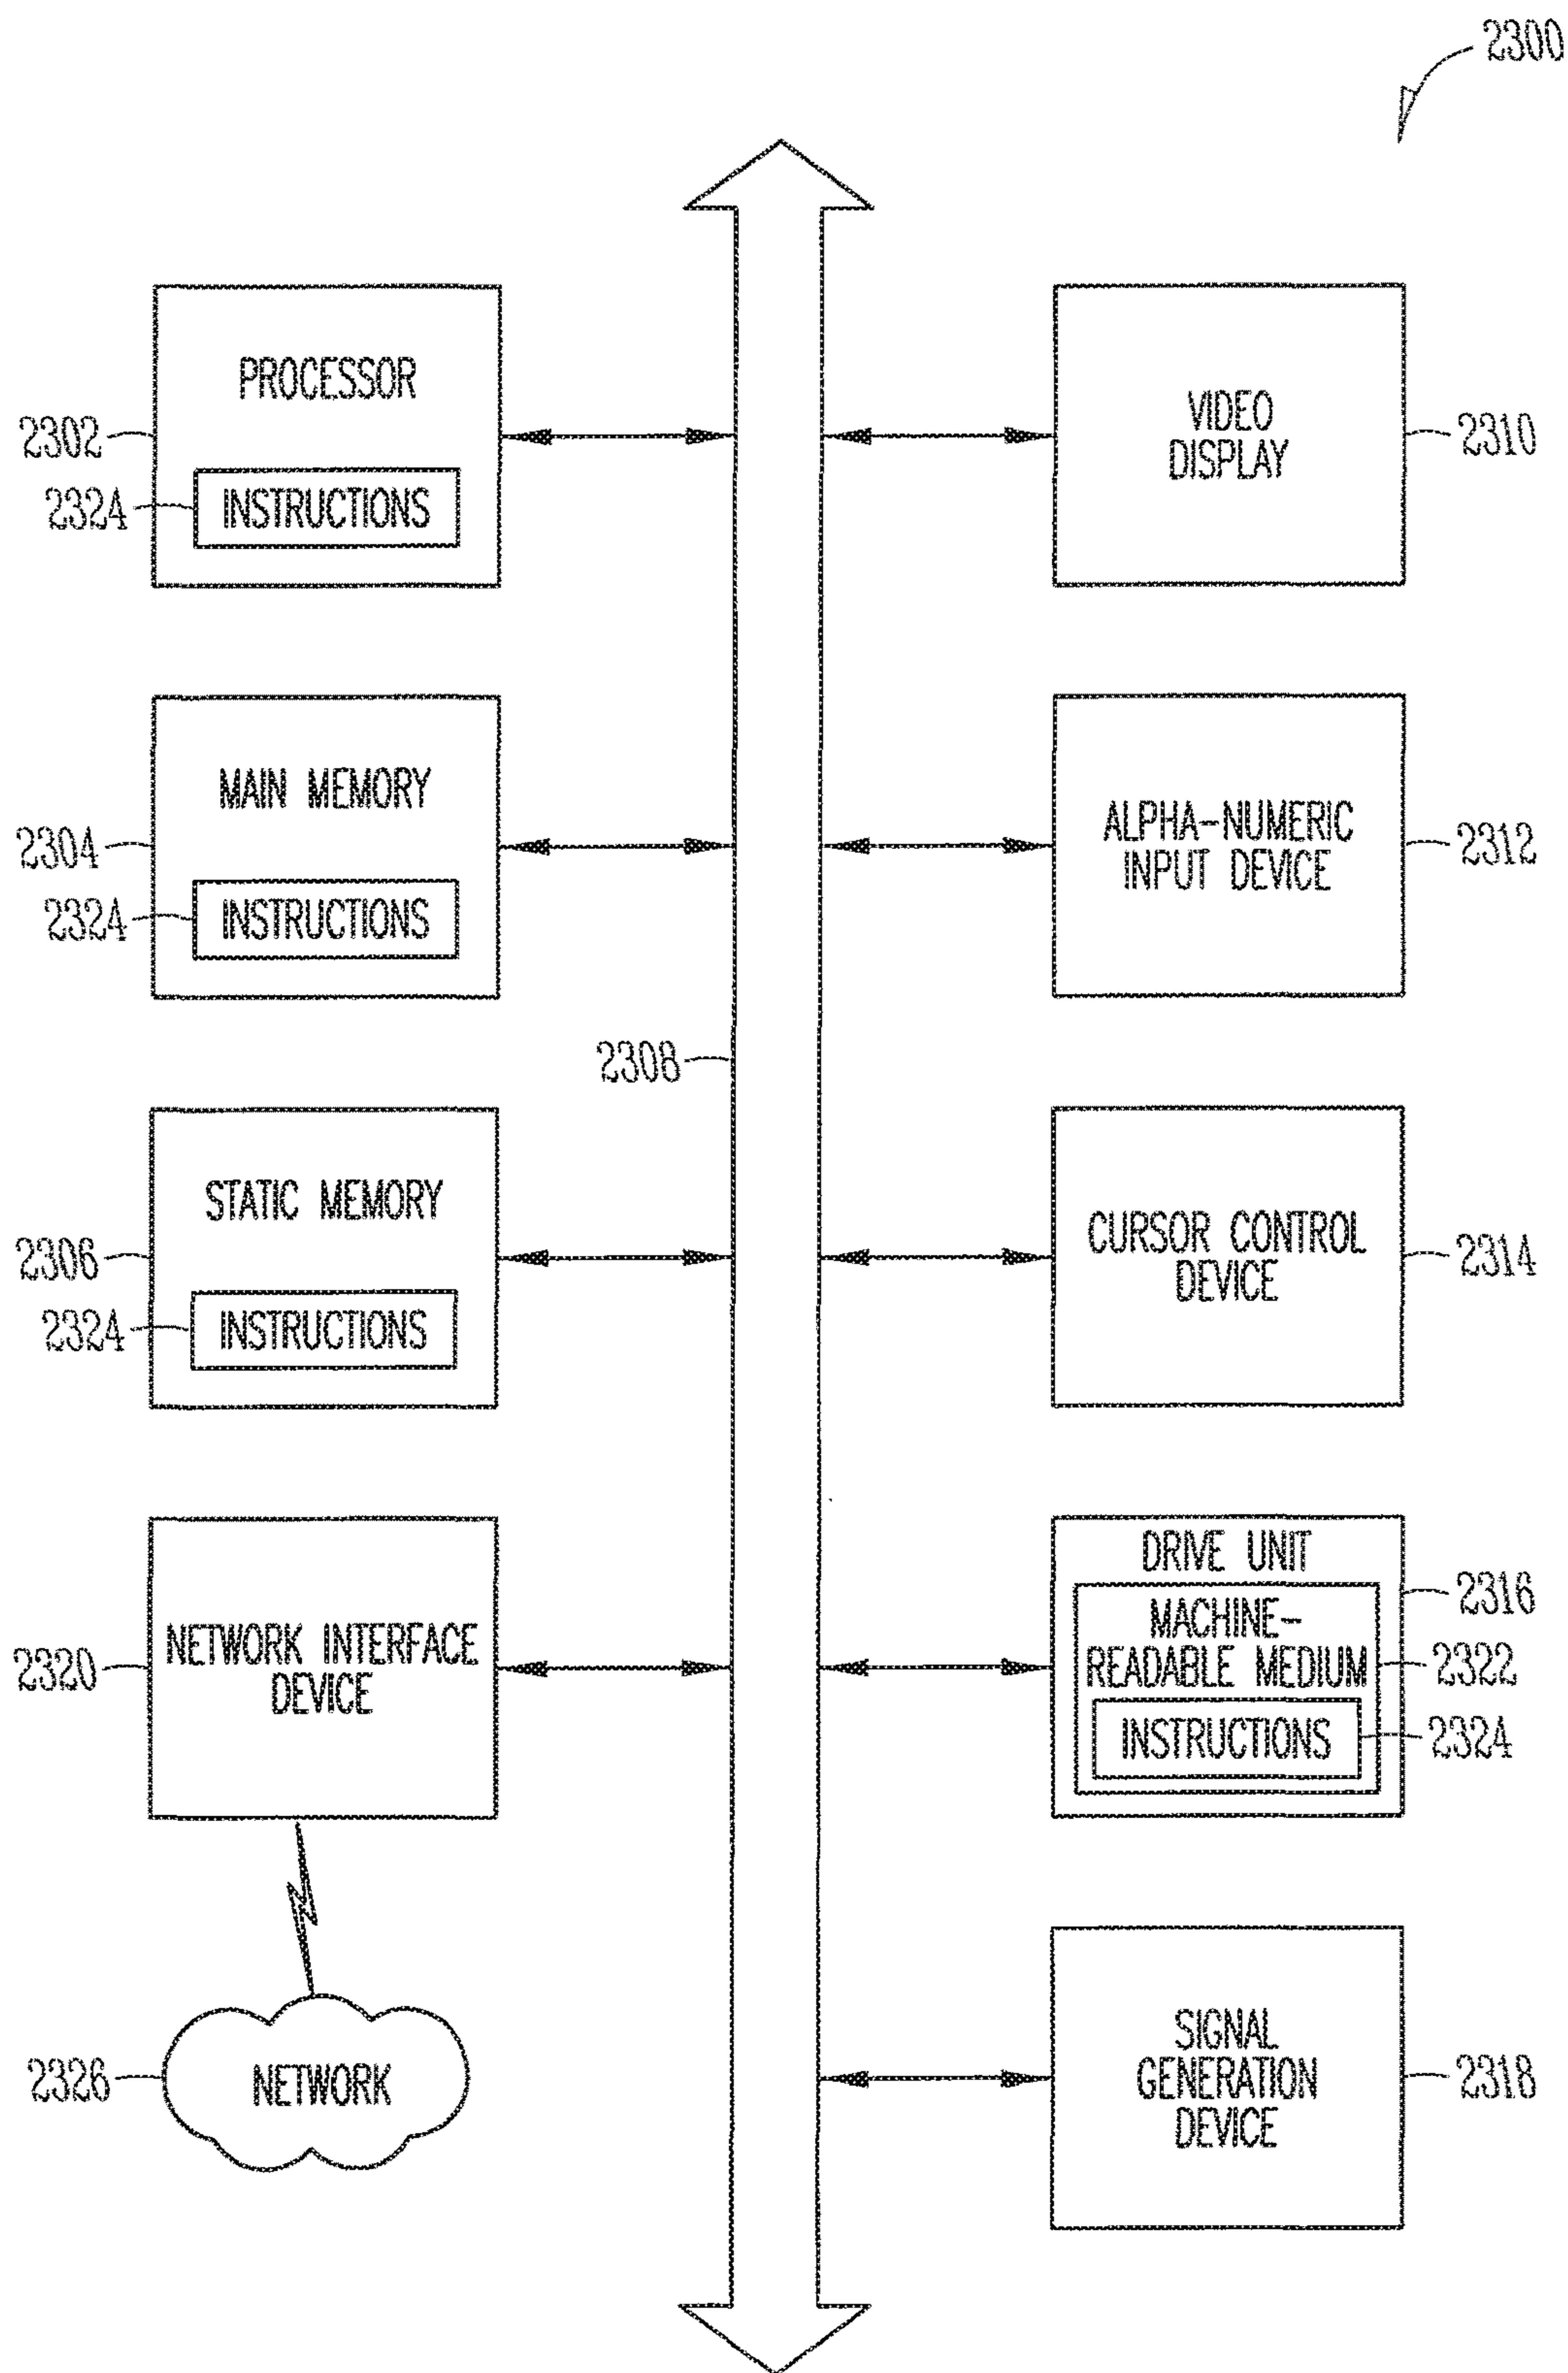 2300
PROCESSOR
2302
2324
INSTRUCTIONS
VIDEO
DISPLAY
2310
MAIN MEMORY
2304
2324
INSTRUCTIONS
ALPHA-NUMERIC
INPUT DEVICE
2312
2308
STATIC MEMORY
2306
2324
INSTRUCTIONS
CURSOR CONTROL
DEVICE
2314
NETWORK INTERFACE
DEVICE
2320
DRIVE UNIT
2316
MACHINE-
READABLE MEDIUM
2322
INSTRUCTIONS
2324
2326
NETWORK
SIGNAL
GENERATION
DEVICE
2318